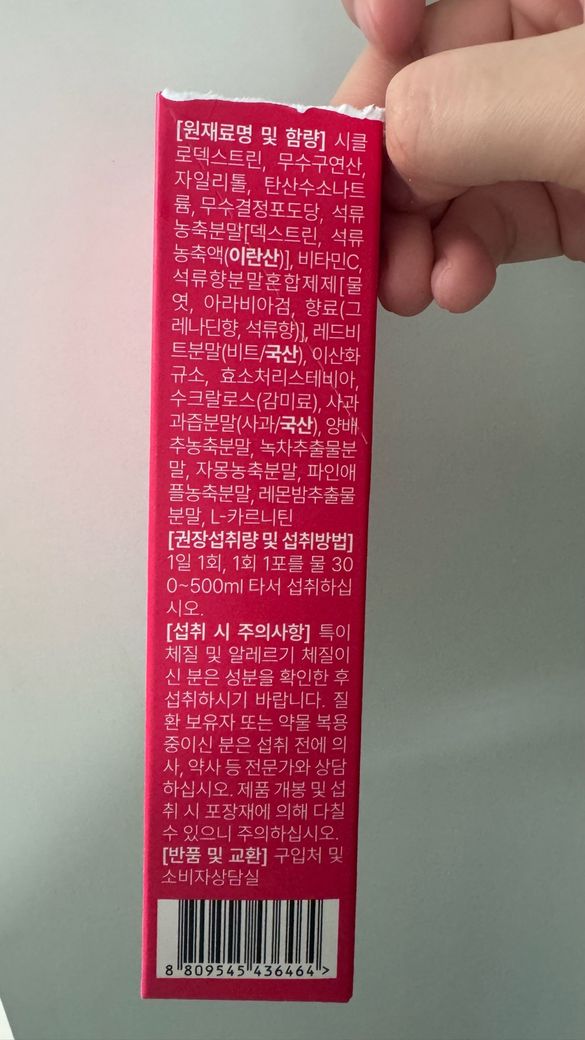 [원재료명 및 함량] 시클
로덱스트린, 무수구연산,
자일리톨, 탄산수소나트
륨, 무수결정포도당, 석류
농축분말[덱스트린, 석류
농축액(이란산)], 비타민C,
석류향분말혼합제제[물
엿, 아라비아검, 향료(그
레나딘향, 석류향)], 레드비
트분말(비트/국산), 이산화
규소, 효소처리스테비아,
수크랄로스(감미료), 사과
과즙분말(사과/국산), 양배
추농축분말, 녹차추출물분
말, 자몽농축분말, 파인애
플농축분말, 레몬밤추출물
분말, L-카르니틴
[권장섭취량 및 섭취방법]
1일 1회, 1회 1포를 물 30
0~500ml 타서 섭취하십
시오.
[섭취 시 주의사항] 특이
체질 및 알레르기 체질이
신 분은 성분을 확인한 후
섭취하시기 바랍니다. 질
환 보유자 또는 약물 복용
중이신 분은 섭취 전에 의
사, 약사 등 전문가와 상담
하십시오. 제품 개봉 및 섭
취 시 포장재에 의해 다칠
수 있으니 주의하십시오.
[반품 및 교환] 구입처 및
소비자상담실
8 809545 436464 >